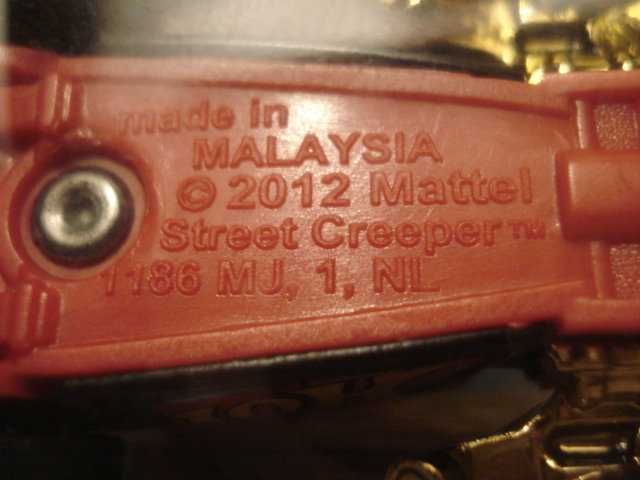 made in
MALAYSIA
© 2012 Mattel
Street Creeper™
1186 MJ, 1, NL